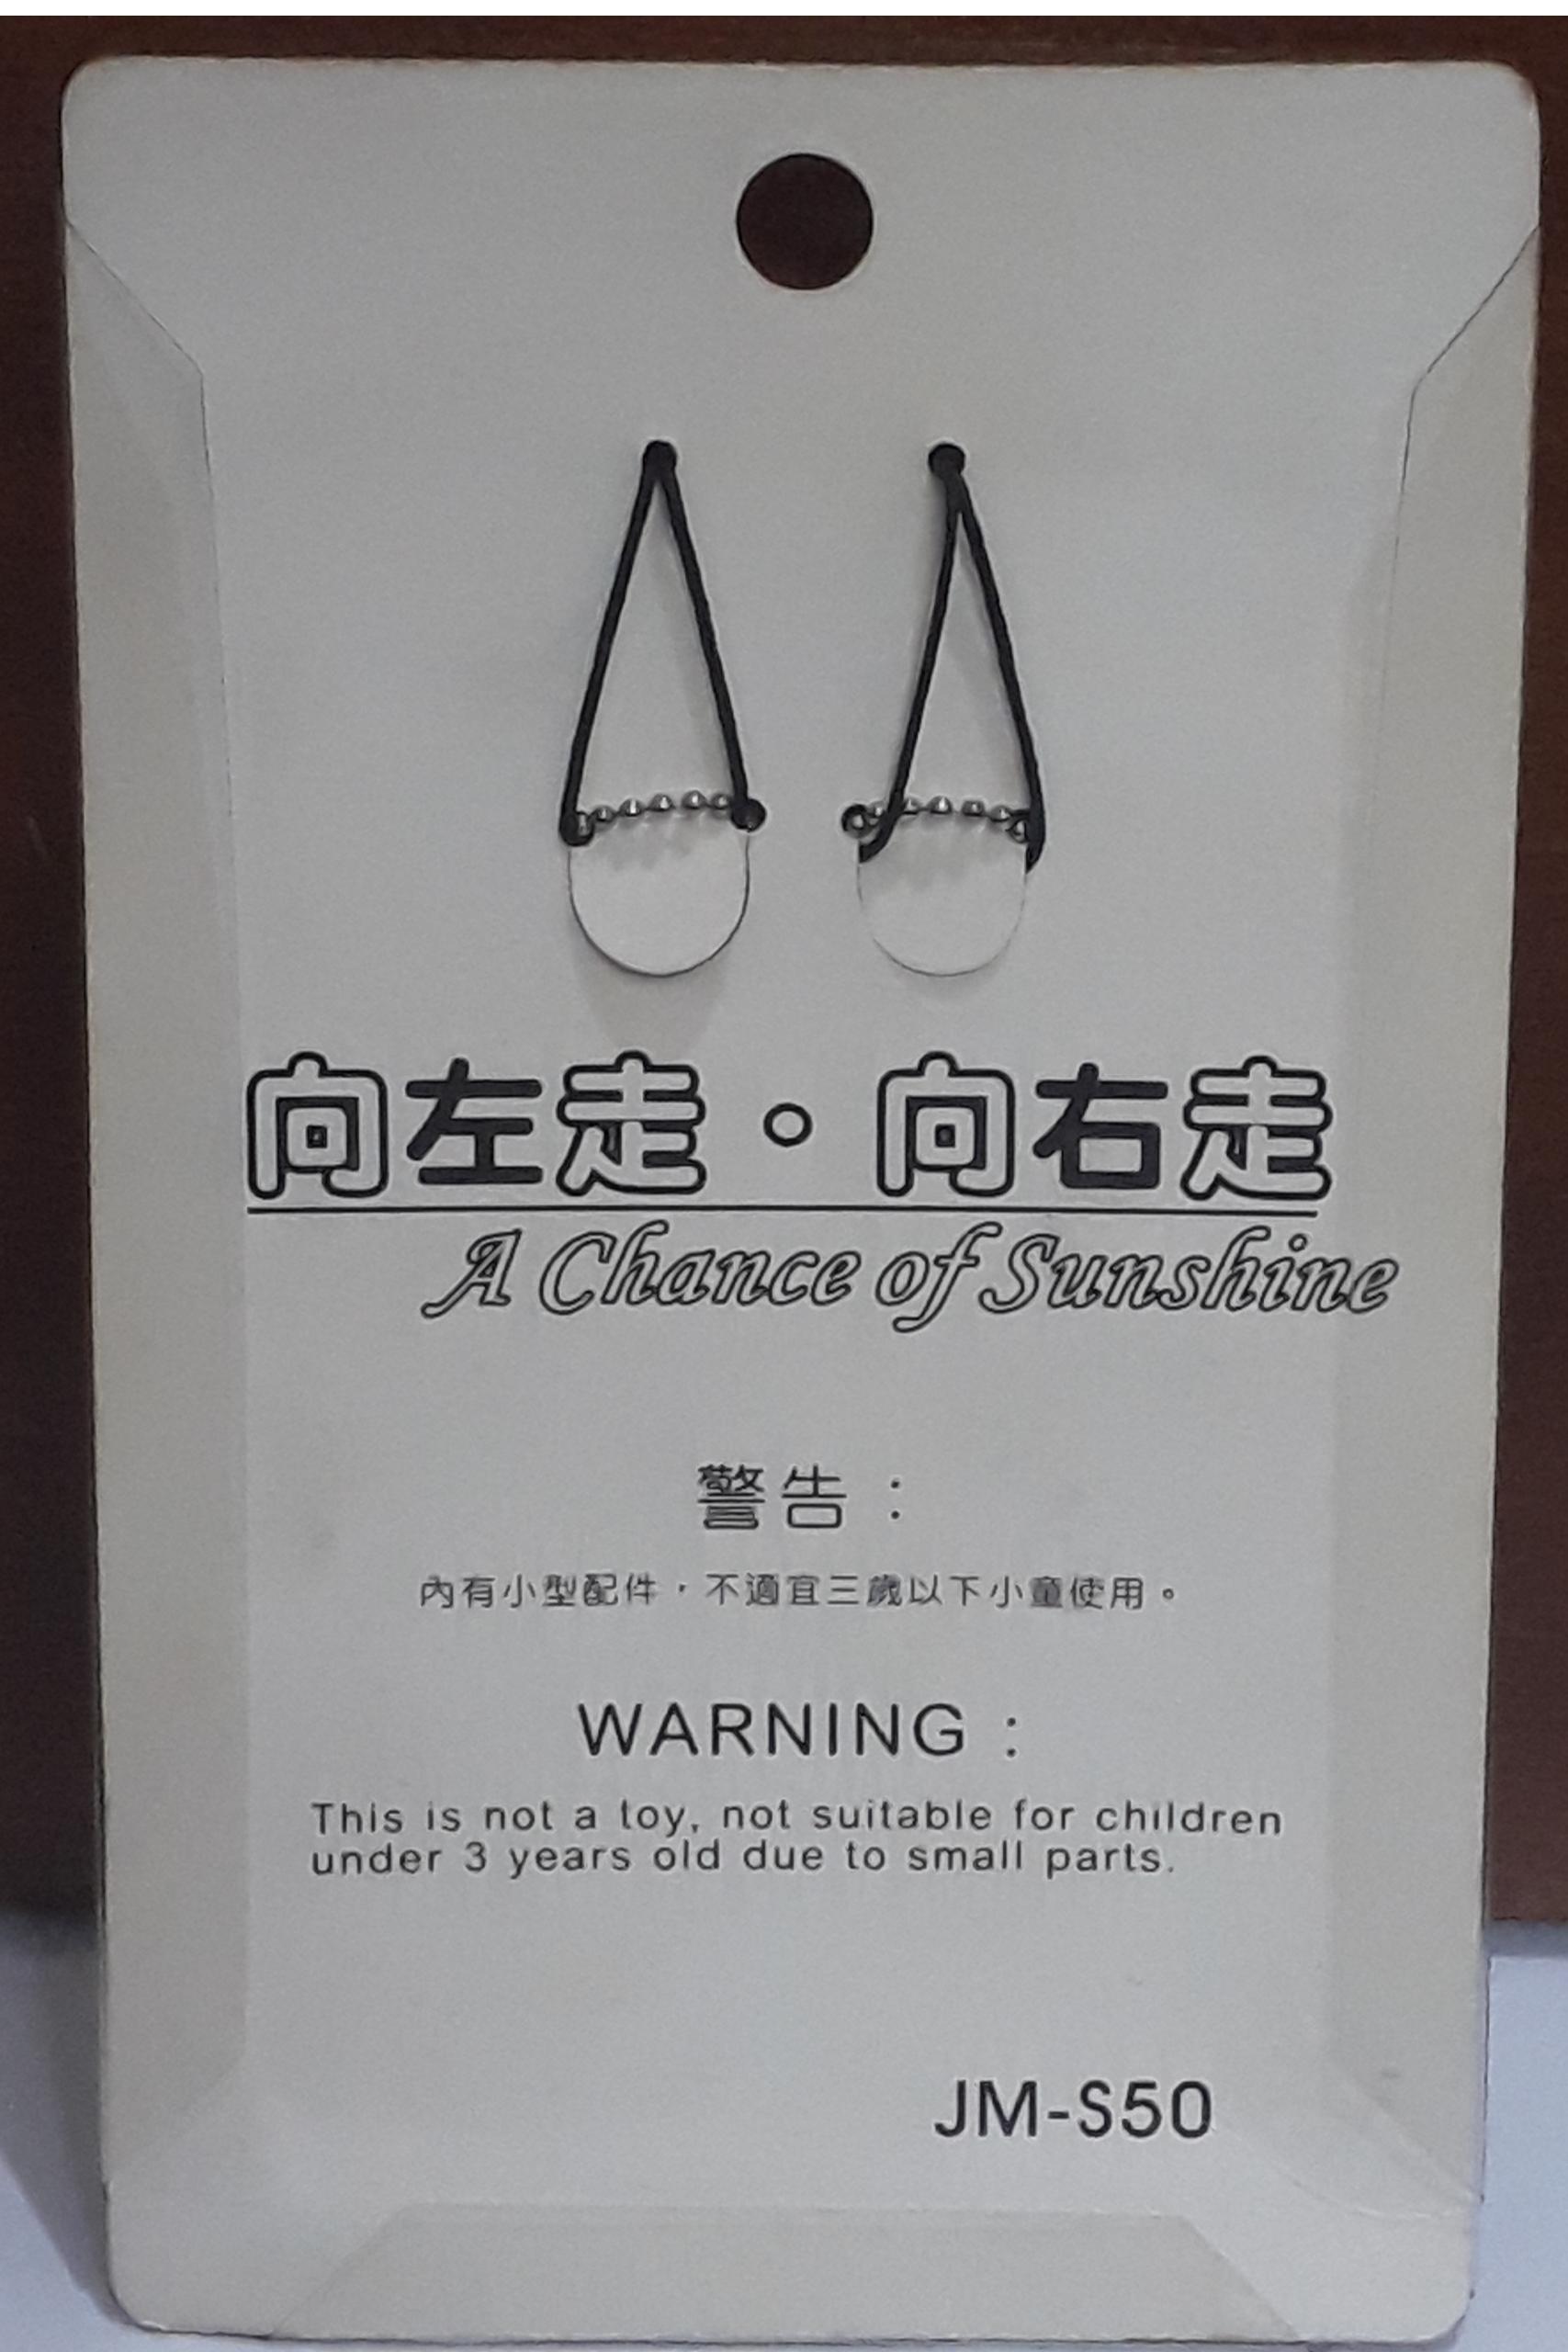 向左走・向右走
A Chance of Sunshine
警告：
內有小型配件，不適宜三歲以下小童使用。
WARNING :
This is not a toy, not suitable for children
under 3 years old due to small parts.
JM-S50